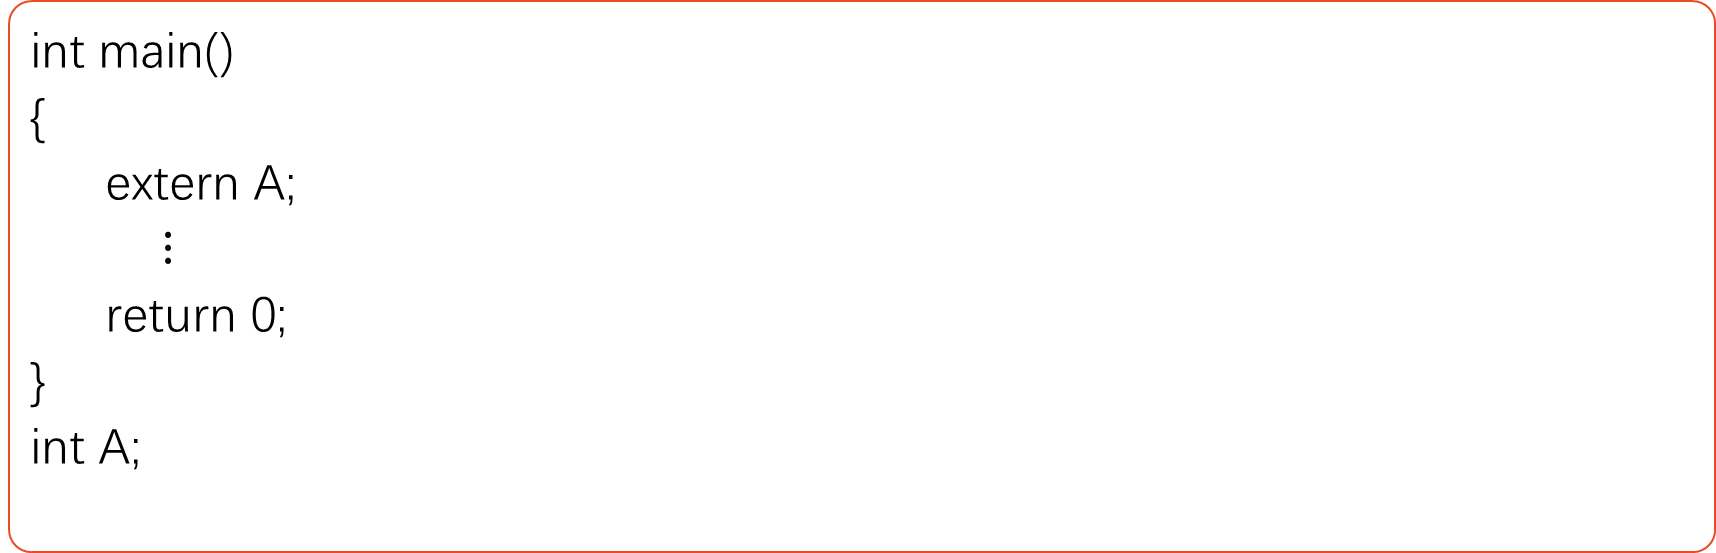 int main()
{
extern A;
⋮
return 0;
}
int A;